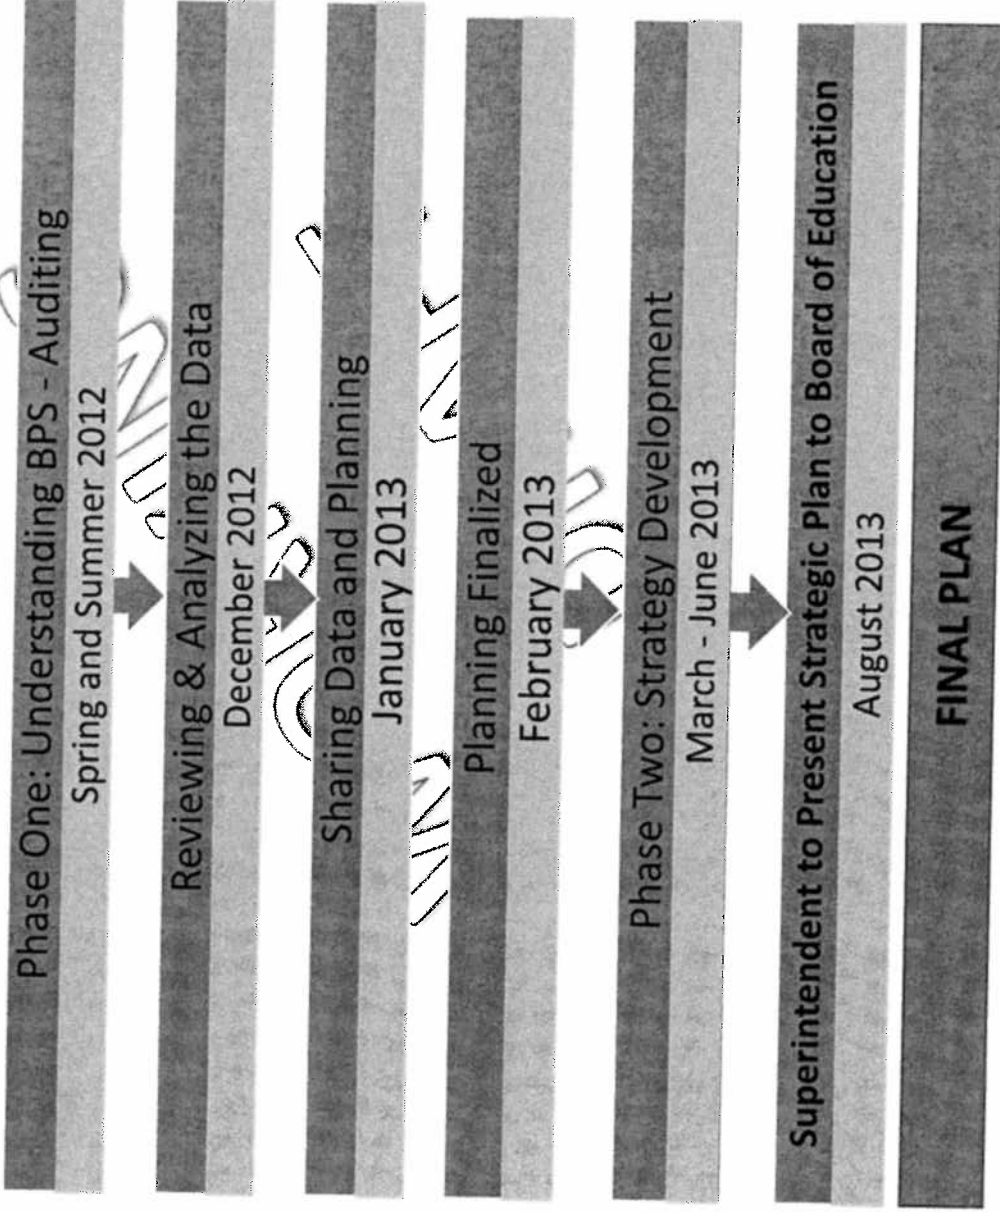 Phase One: Understanding BPS - Auditing
Spring and Summer 2012
Reviewing & Analyzing the Data
December 2012
Sharing Data and Planning
January 2013
Planning Finalized
February 2013
Phase Two: Strategy Development
March - June 2013
Superintendent to Present Strategic Plan to Board of Education
August 2013
FINAL PLAN